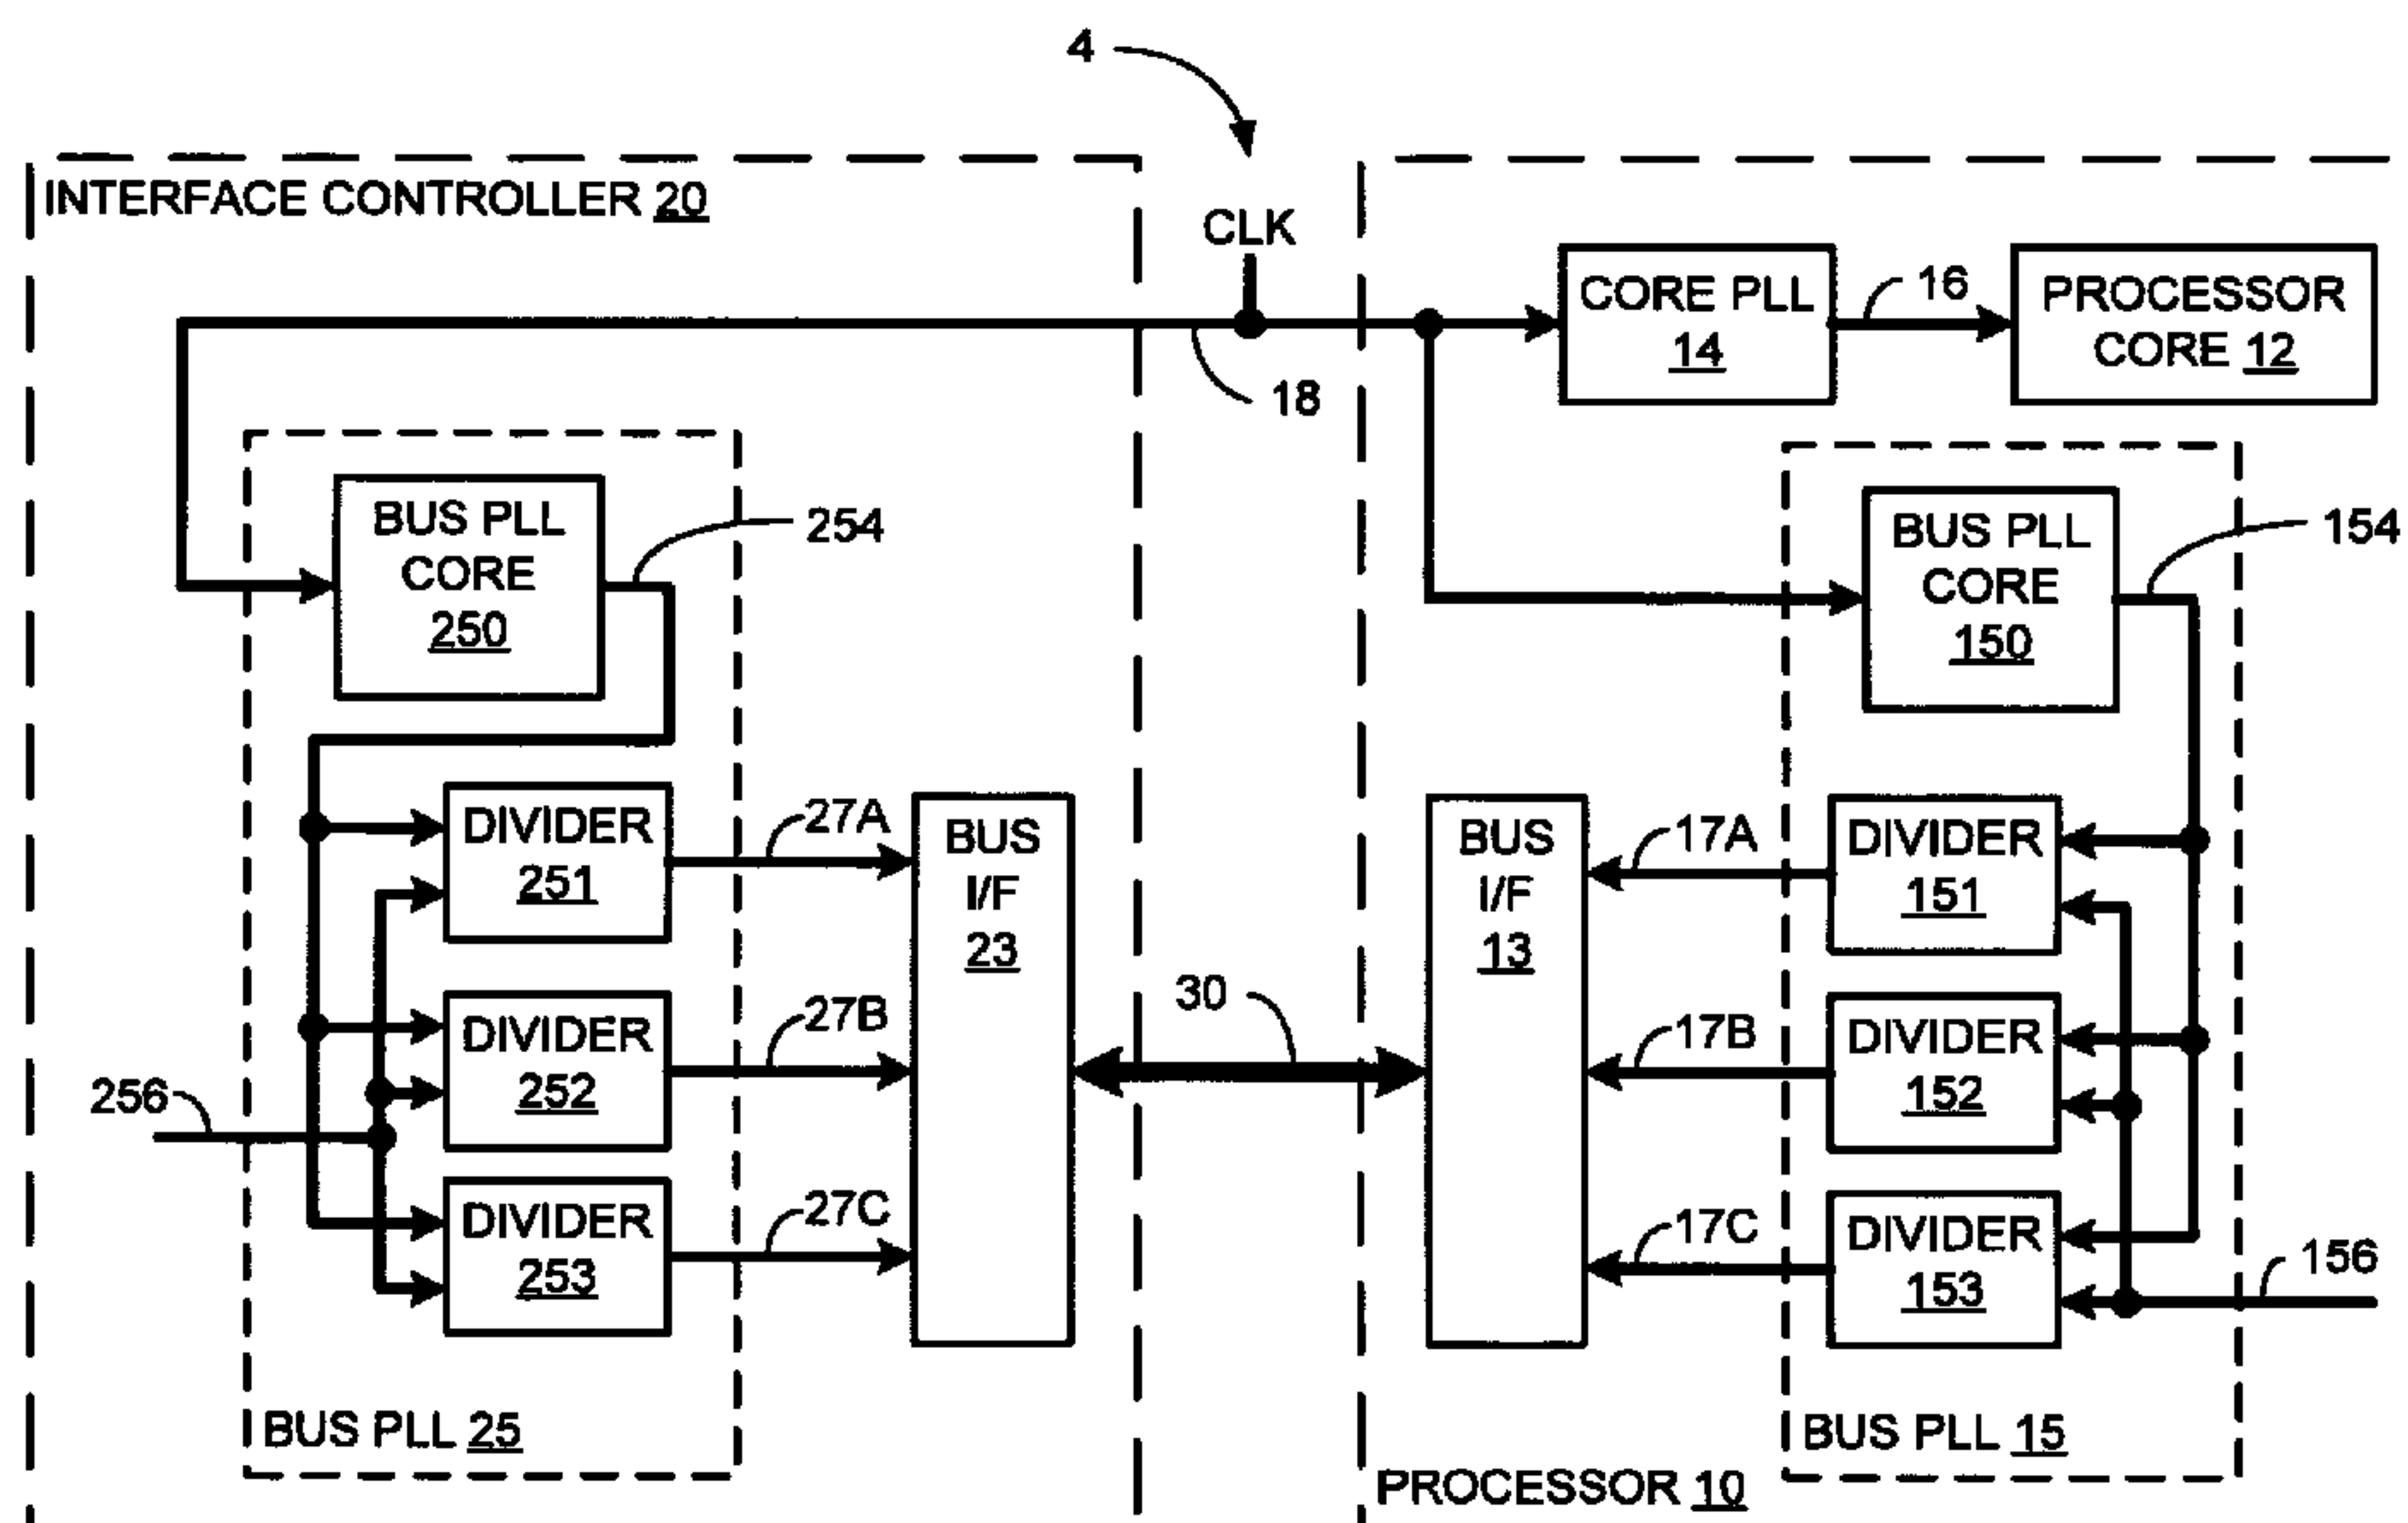 4
INTERFACE CONTROLLER 20
CLK
18
CORE PLL
14
16
PROCESSOR
CORE 12
BUS PLL
CORE
250
254
BUS PLL
CORE
150
154
DIVIDER
251
27A
BUS
I/F
23
BUS
I/F
13
17A
DIVIDER
151
256
DIVIDER
252
27B
30
17B
DIVIDER
152
DIVIDER
253
27C
17C
DIVIDER
153
156
BUS PLL 25
BUS PLL 15
PROCESSOR 10